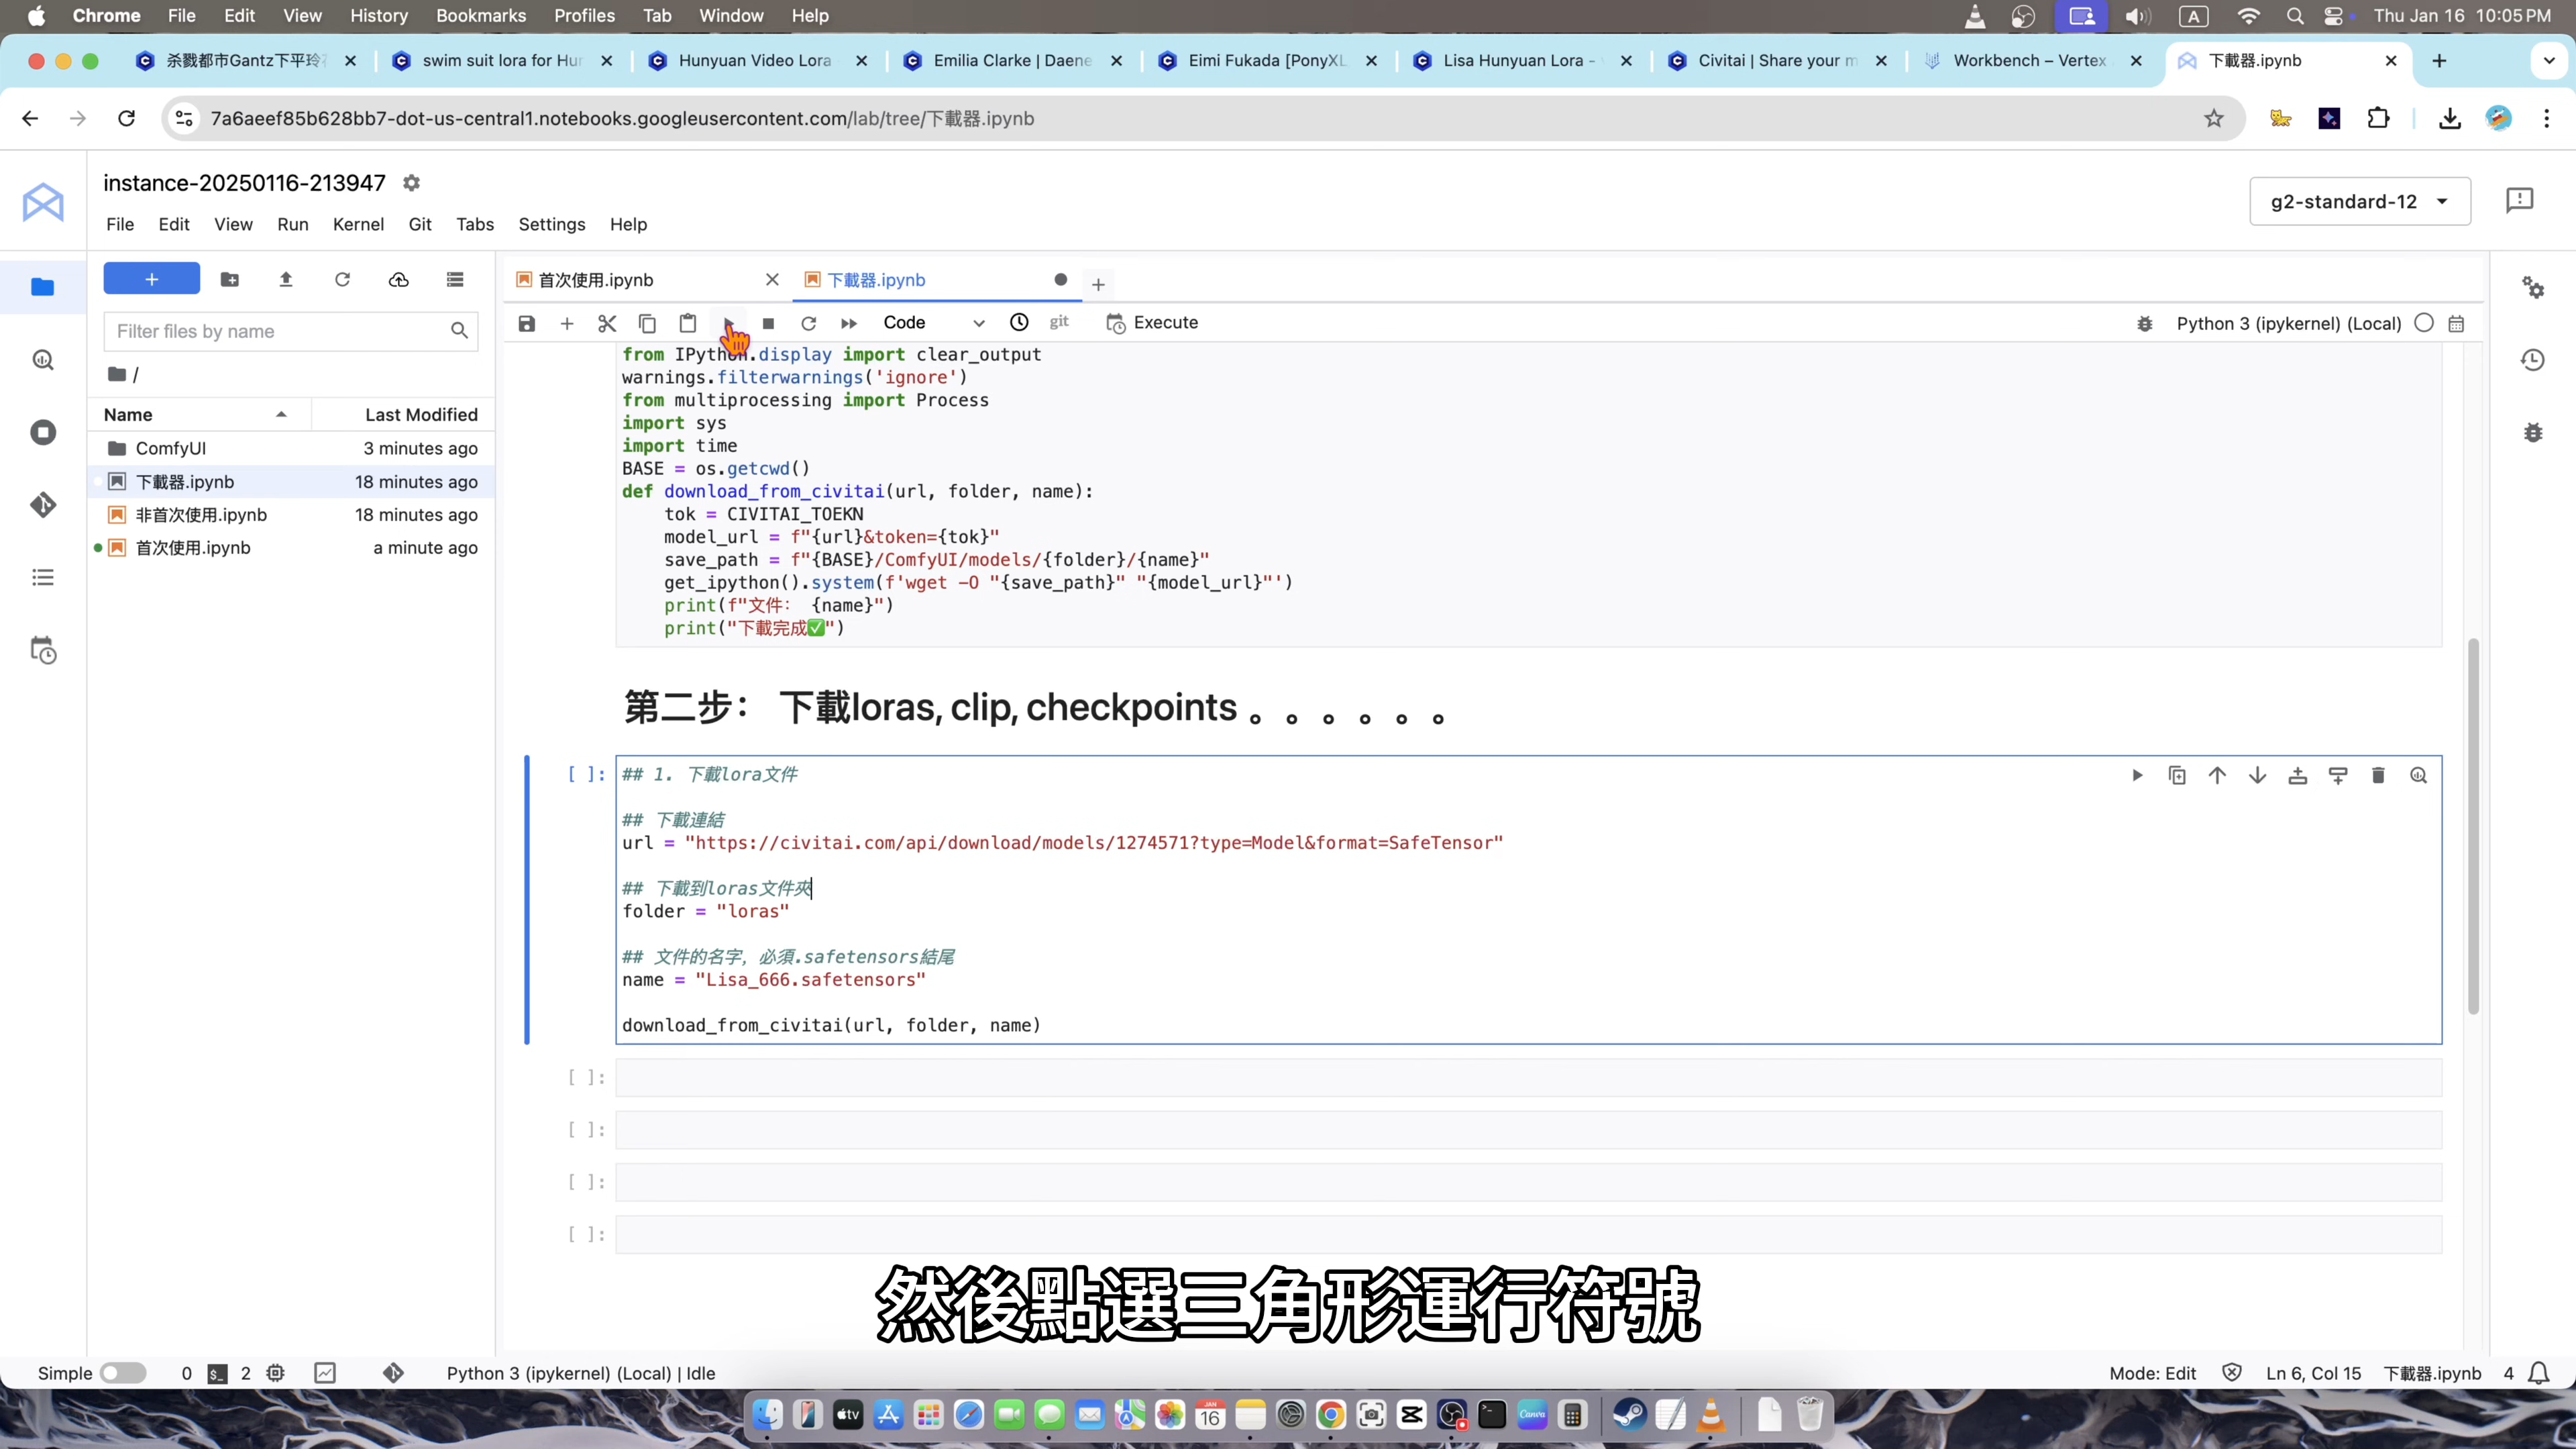 Chrome File Edit View History Bookmarks Profiles Tab Window Help
A Thu Jan 16 10:05 PM
杀戮都市Gantz下平玲
swim suit lora for Hun
Hunyuan Video Lora
Emilia Clarke | Daene
Eimi Fukada [PonyXL
Lisa Hunyuan Lora -
Civitai | Share your m
Workbench – Vertex
下載器.ipynb
7a6aeef85b628bb7-dot-us-central1.notebooks.googleusercontent.com/lab/tree/下載器.ipynb
instance-20250116-213947
g2-standard-12
File Edit View Run Kernel Git Tabs Settings Help
Filter files by name
/
Name Last Modified
ComfyUI 3 minutes ago
下載器.ipynb 18 minutes ago
非首次使用.ipynb 18 minutes ago
首次使用.ipynb a minute ago
首次使用.ipynb
下載器.ipynb
Code git Execute Python 3 (ipykernel) (Local)
from IPython.display import clear_output
warnings.filterwarnings('ignore')
from multiprocessing import Process
import sys
import time
BASE = os.getcwd()
def download_from_civitai(url, folder, name):
tok = CIVITAI_TOEKN
model_url = f"{url}&token={tok}"
save_path = f"{BASE}/ComfyUI/models/{folder}/{name}"
get_ipython().system(f'wget -O "{save_path}" "{model_url}"')
print(f"文件： {name}")
print("下載完成✅")
第二步： 下載loras, clip, checkpoints 。。。。。。
[ ]: ## 1. 下載lora文件
## 下載連結
url = "https://civitai.com/api/download/models/1274571?type=Model&format=SafeTensor"
## 下載到loras文件夾
folder = "loras"
## 文件的名字，必須.safetensors結尾
name = "Lisa_666.safetensors"
download_from_civitai(url, folder, name)
[ ]:
[ ]:
[ ]:
[ ]:
然後點選三角形運行符號
Simple 0 2 Python 3 (ipykernel) (Local) | Idle Mode: Edit Ln 6, Col 15 下載器.ipynb 4
tv
JAN
16
Canva